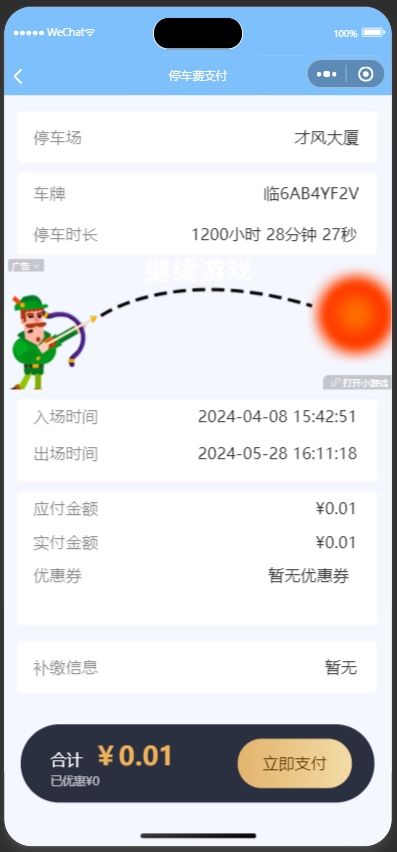 WeChat
100%
停车费支付
停车场 才风大厦
车牌 临6AB4YF2V
停车时长 1200小时 28分钟 27秒
广告
继续游戏
打开小游戏
入场时间 2024-04-08 15:42:51
出场时间 2024-05-28 16:11:18
应付金额 ¥0.01
实付金额 ¥0.01
优惠券 暂无优惠券
补缴信息 暂无
合计 ¥0.01
已优惠¥0
立即支付